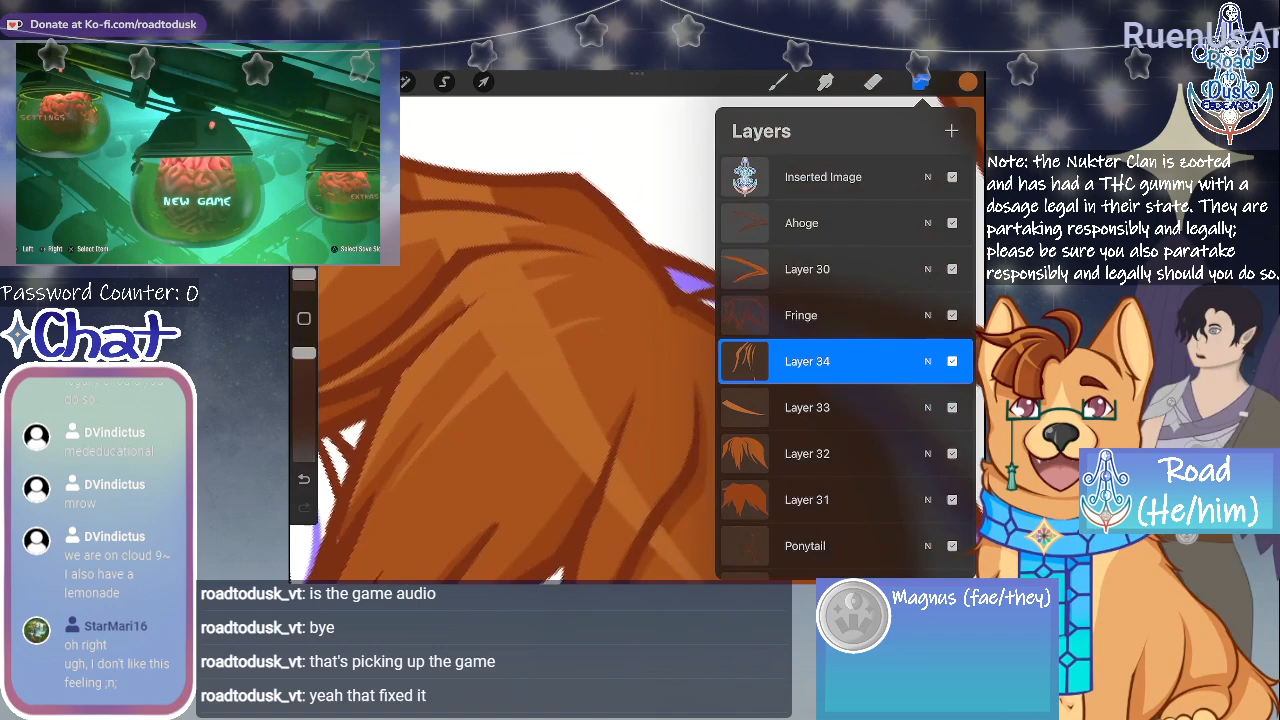 Donate at Ko-fi.com/roadtodusk
SETTINGS
NEW GAME
EXTRAS
Left
Right
Select Item
Password Counter: 0
Chat
do so
DVindictus
mededucational
DVindictus
mrow
DVindictus
we are on cloud 9~
I also have a
lemonade
StarMari16
oh right
ugh, I don't like this
feeling ;n;
Layers
Inserted Image N
Ahoge N
Layer 30 N
Fringe N
Layer 34 N
Layer 33 N
Layer 32 N
Layer 31 N
Ponytail N
roadtodusk_vt: is the game audio
roadtodusk_vt: bye
roadtodusk_vt: that's picking up the game
roadtodusk_vt: yeah that fixed it
Road
to
Dusk
Note: the Nukter Clan is zooted
and has had a THC gummy with a
dosage legal in their state. They are
partaking responsibly and legally;
please be sure you also paratake
responsibly and legally should you do so.
Road
(He/him)
Magnus (fae/they)